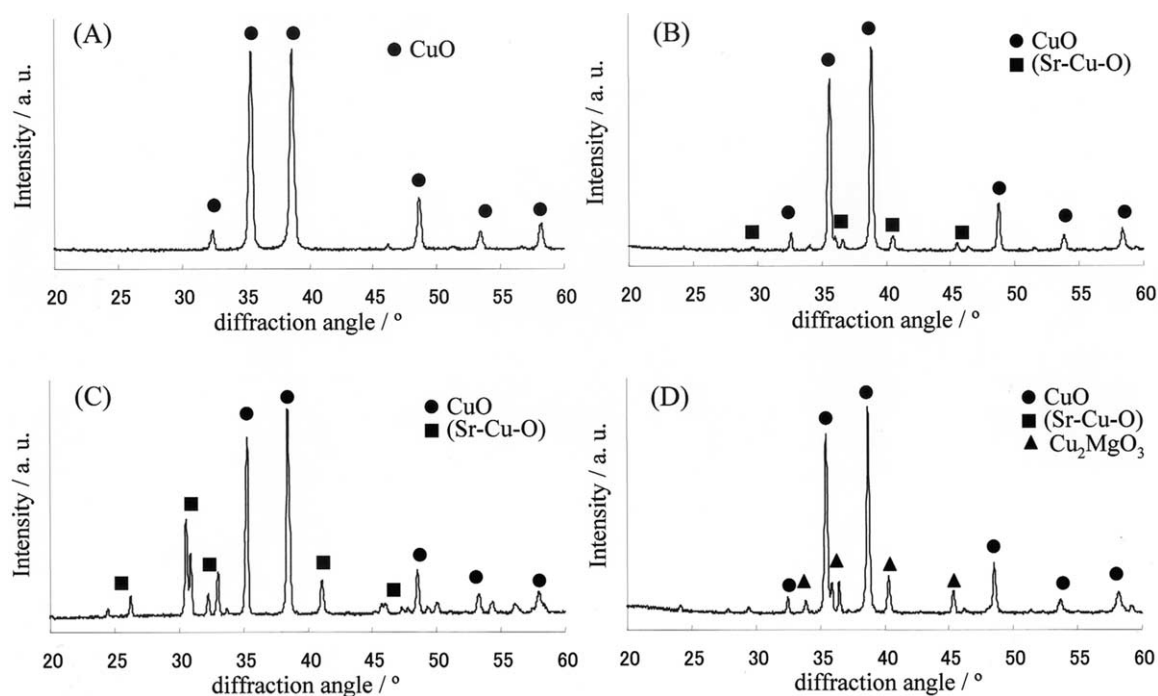 (A)
● CuO
Intensity / a. u.
20 25 30 35 40 45 50 55 60
diffraction angle / º
(B)
● CuO
■ (Sr-Cu-O)
Intensity / a. u.
20 25 30 35 40 45 50 55 60
diffraction angle / º
(C)
● CuO
■ (Sr-Cu-O)
Intensity / a. u.
20 25 30 35 40 45 50 55 60
diffraction angle / º
(D)
● CuO
■ (Sr-Cu-O)
▲ Cu₂MgO₃
Intensity / a. u.
20 25 30 35 40 45 50 55 60
diffraction angle / º